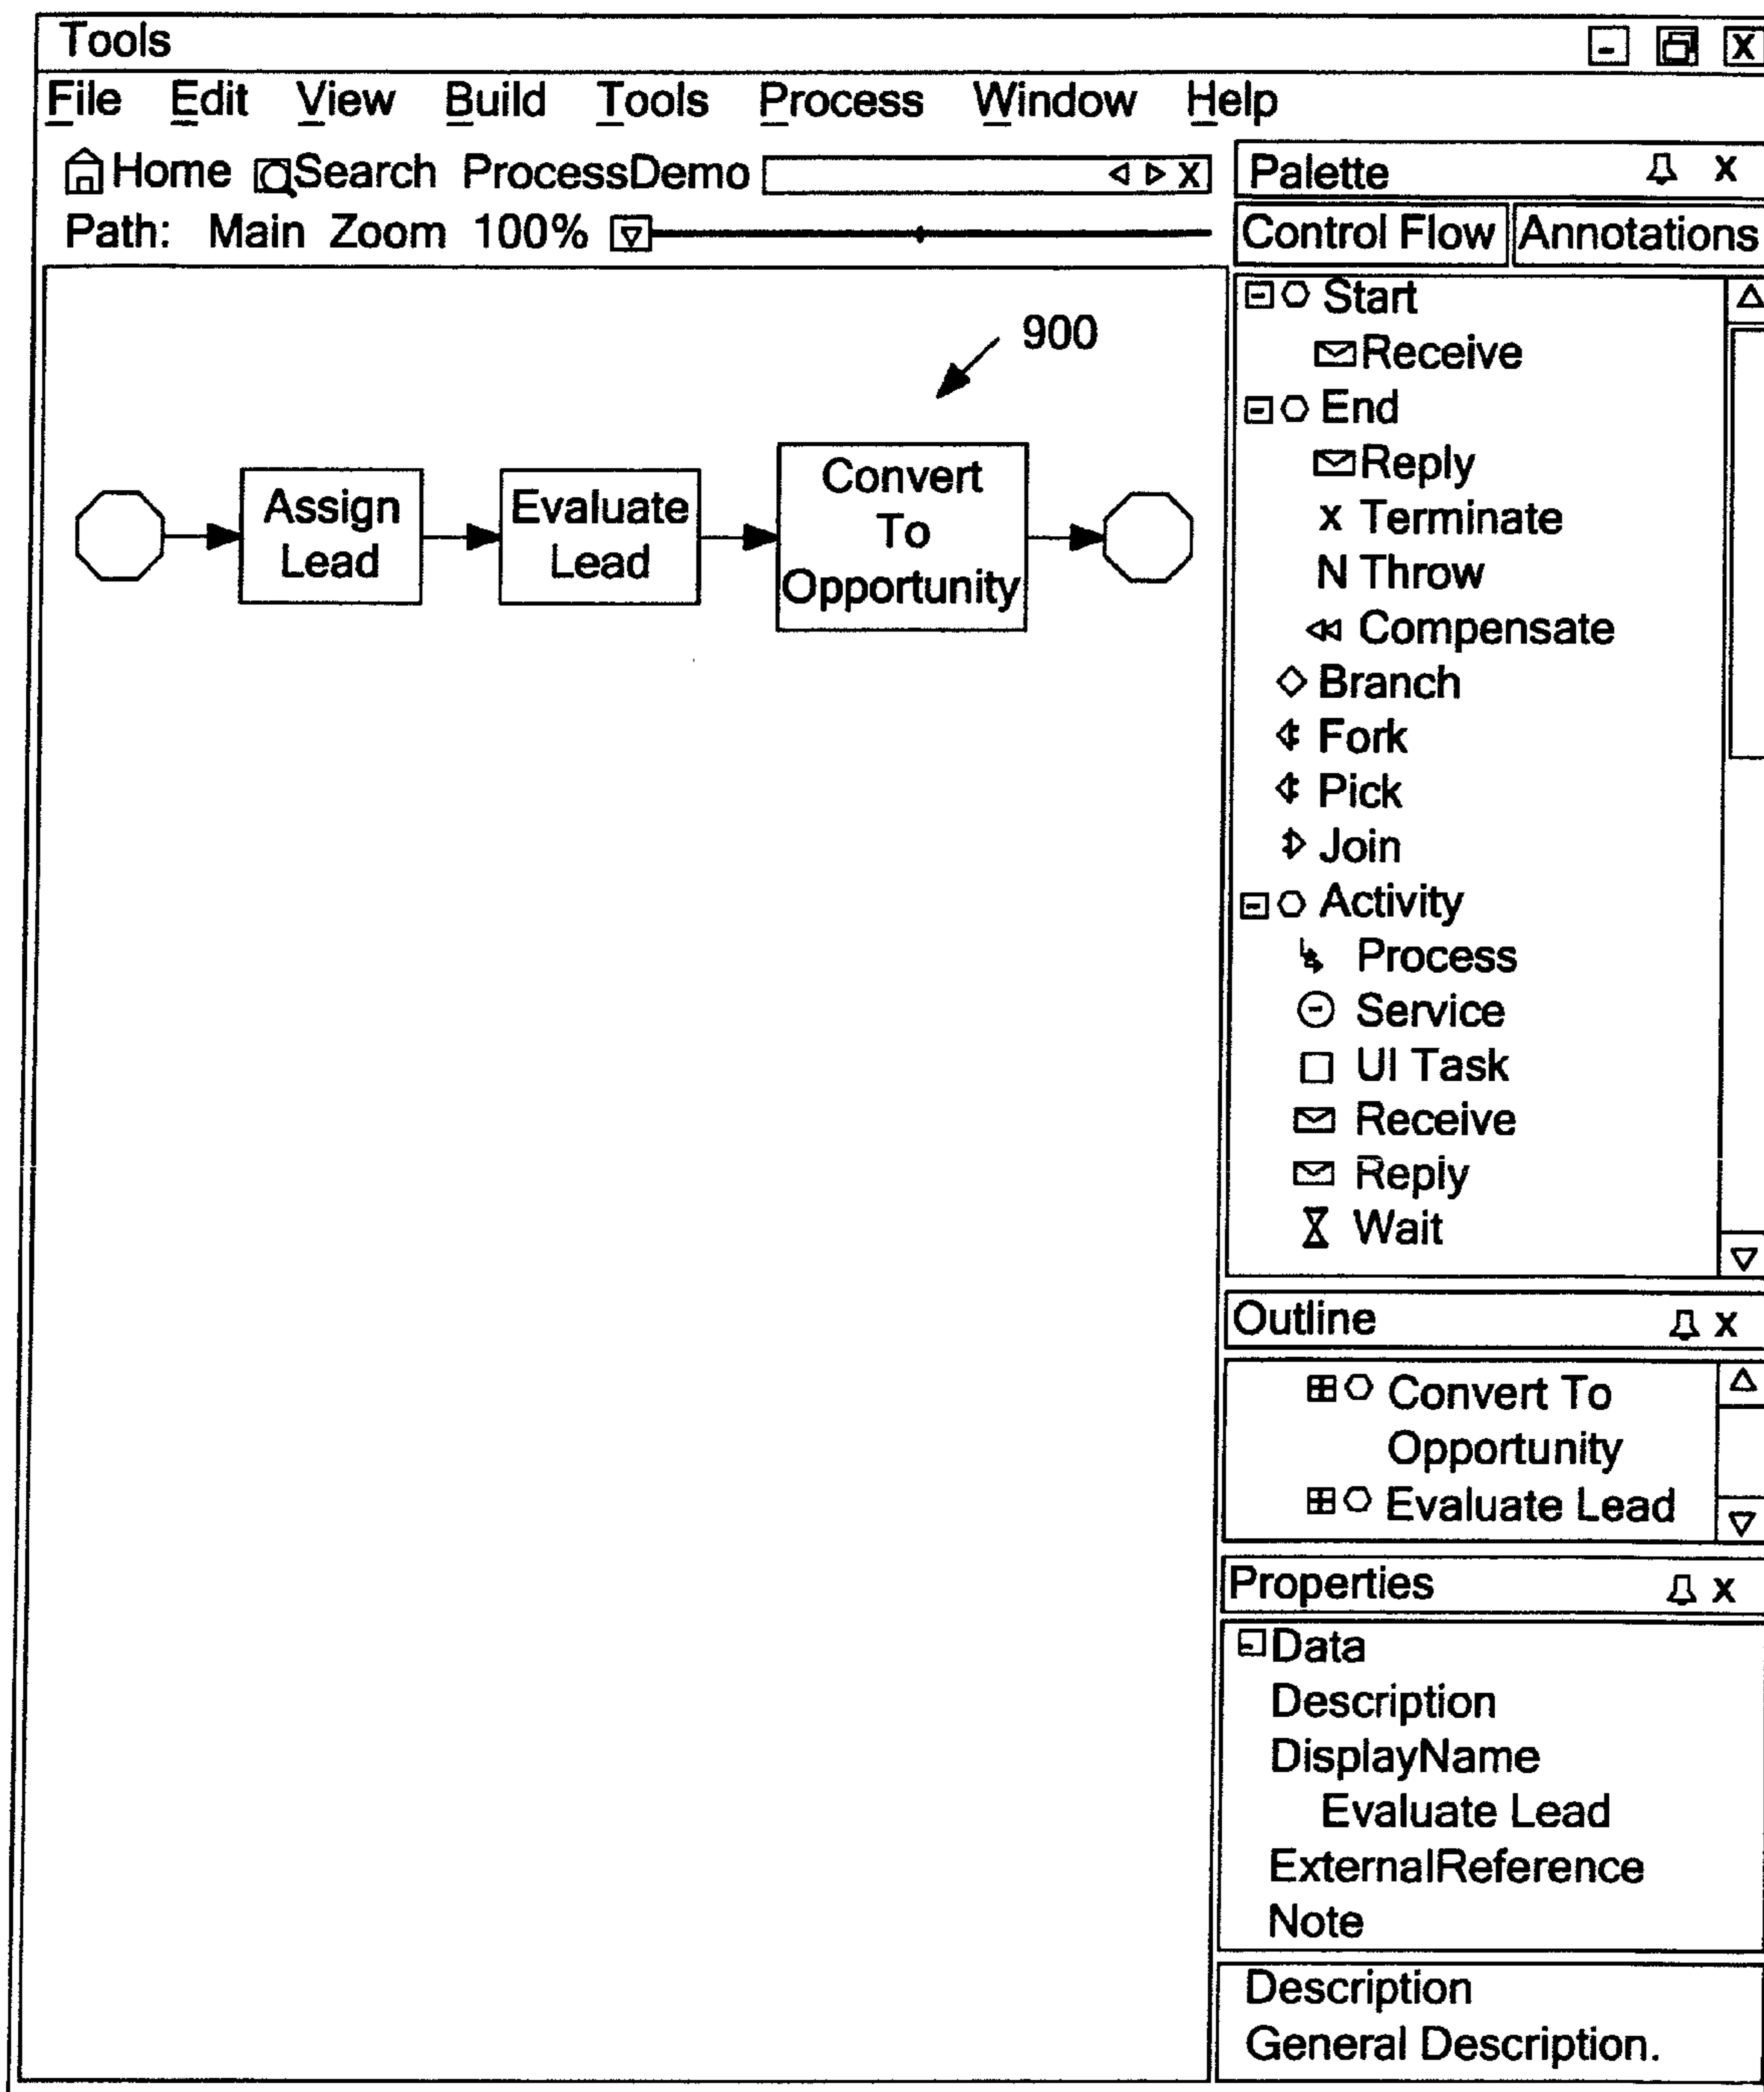 Tools
File Edit View Build Tools Process Window Help
Home Search ProcessDemo
Path: Main Zoom 100%
900
Assign
Lead
Evaluate
Lead
Convert
To
Opportunity
Palette X
Control Flow Annotations
Start
Receive
End
Reply
x Terminate
N Throw
Compensate
Branch
Fork
Pick
Join
Activity
Process
Service
UI Task
Receive
Reply
Wait
Outline X
Convert To
Opportunity
Evaluate Lead
Properties X
Data
Description
DisplayName
Evaluate Lead
ExternalReference
Note
Description
General Description.